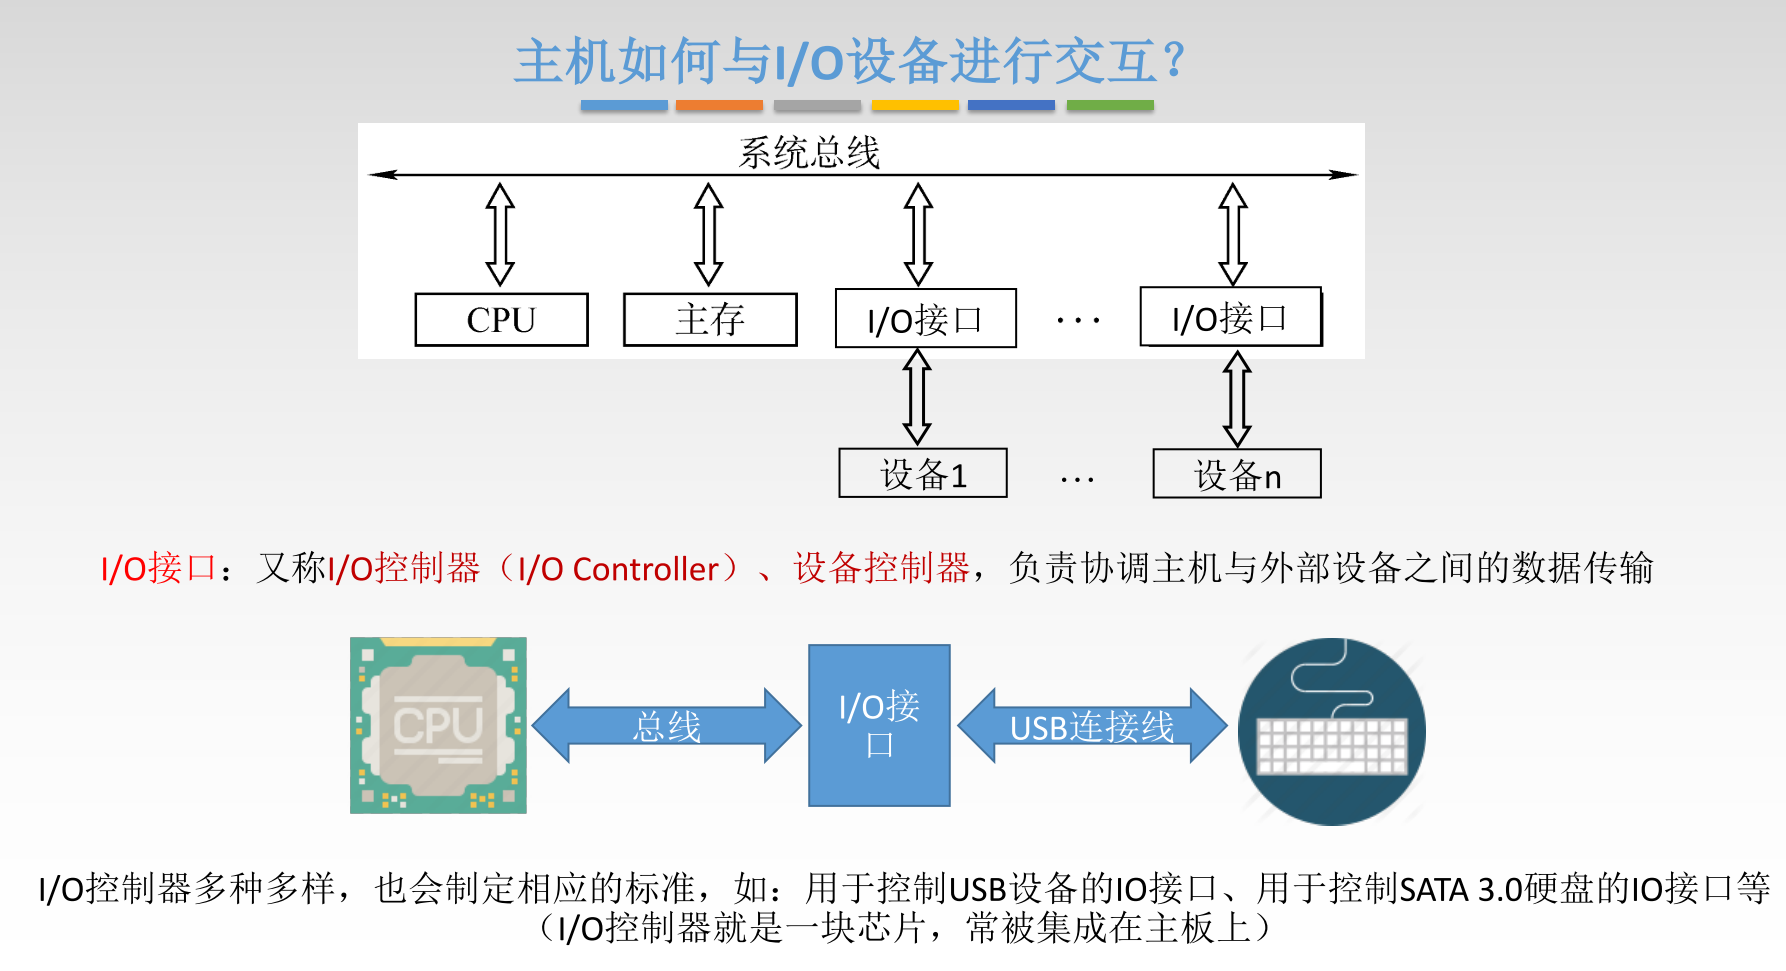 主机如何与I/O设备进行交互？
系统总线
CPU
主存
I/O接口
···
I/O接口
设备1
···
设备n
I/O接口：又称I/O控制器（I/O Controller）、设备控制器，负责协调主机与外部设备之间的数据传输
CPU
总线
I/O接
口
USB连接线
I/O控制器多种多样，也会制定相应的标准，如：用于控制USB设备的IO接口、用于控制SATA 3.0硬盘的IO接口等
（I/O控制器就是一块芯片，常被集成在主板上）